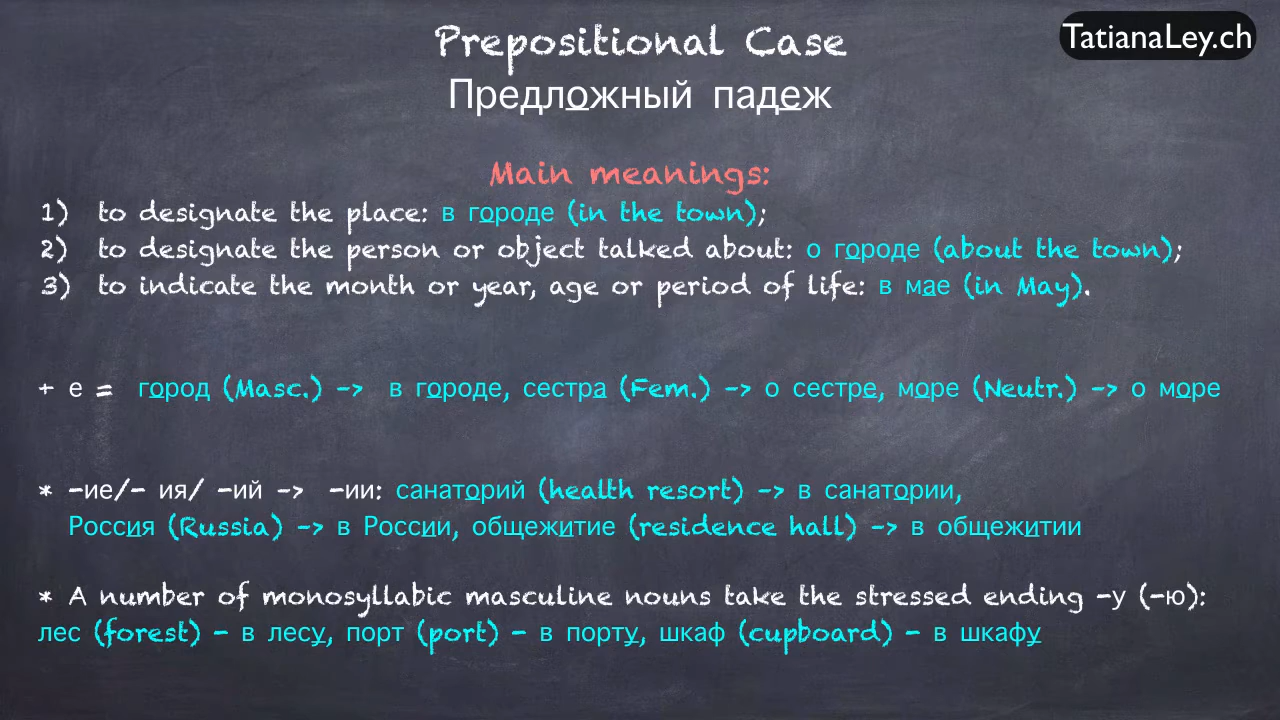 TatianaLey.ch
Prepositional Case
Предложный падеж
Main meanings:
1) to designate the place: в городе (in the town);
2) to designate the person or object talked about: о городе (about the town);
3) to indicate the month or year, age or period of life: в мае (in May).
+ е = город (Masc.) -> в городе, сестра (Fem.) -> о сестре, море (Neutr.) -> о море
* -ие/- ия/ -ий -> -ии: санаторий (health resort) -> в санатории,
Россия (Russia) -> в России, общежитие (residence hall) -> в общежитии
* A number of monosyllabic masculine nouns take the stressed ending -у (-ю):
лес (forest) - в лесу, порт (port) - в порту, шкаф (cupboard) - в шкафу